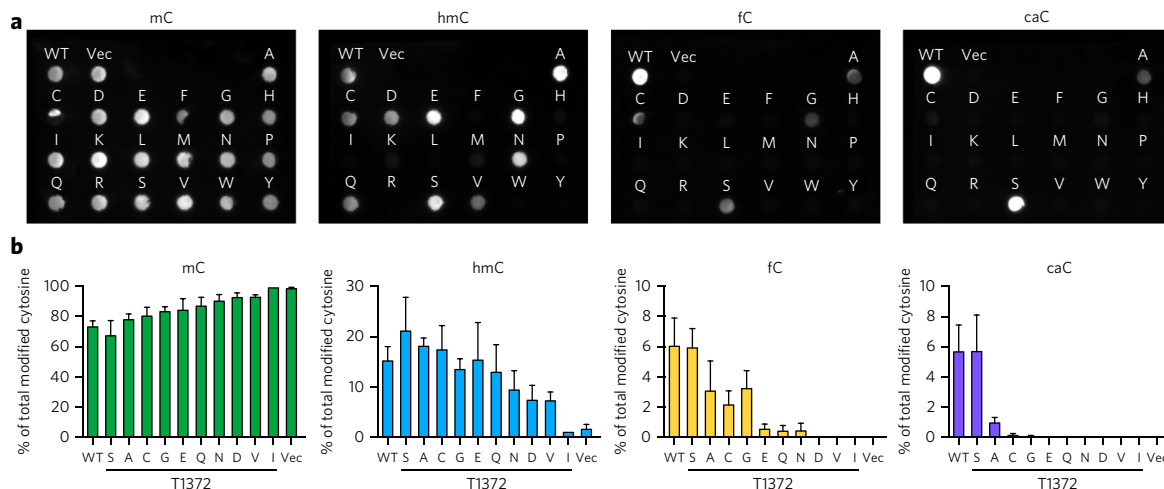 a
mC hmC fC caC
WT Vec A WT Vec A WT Vec A WT Vec A
C D E F G H C D E F G H C D E F G H C D E F G H
I K L M N P I K L M N P I K L M N P I K L M N P
Q R S V W Y Q R S V W Y Q R S V W Y Q R S V W Y
b
mC hmC fC caC
% of total modified cytosine
100
80
60
40
20
0
WT S A C G E Q N D V I Vec
T1372
% of total modified cytosine
30
20
10
0
WT S A C G E Q N D V I Vec
T1372
% of total modified cytosine
10
8
6
4
2
0
WT S A C G E Q N D V I Vec
T1372
% of total modified cytosine
10
8
6
4
2
0
WT S A C G E Q N D V I Vec
T1372